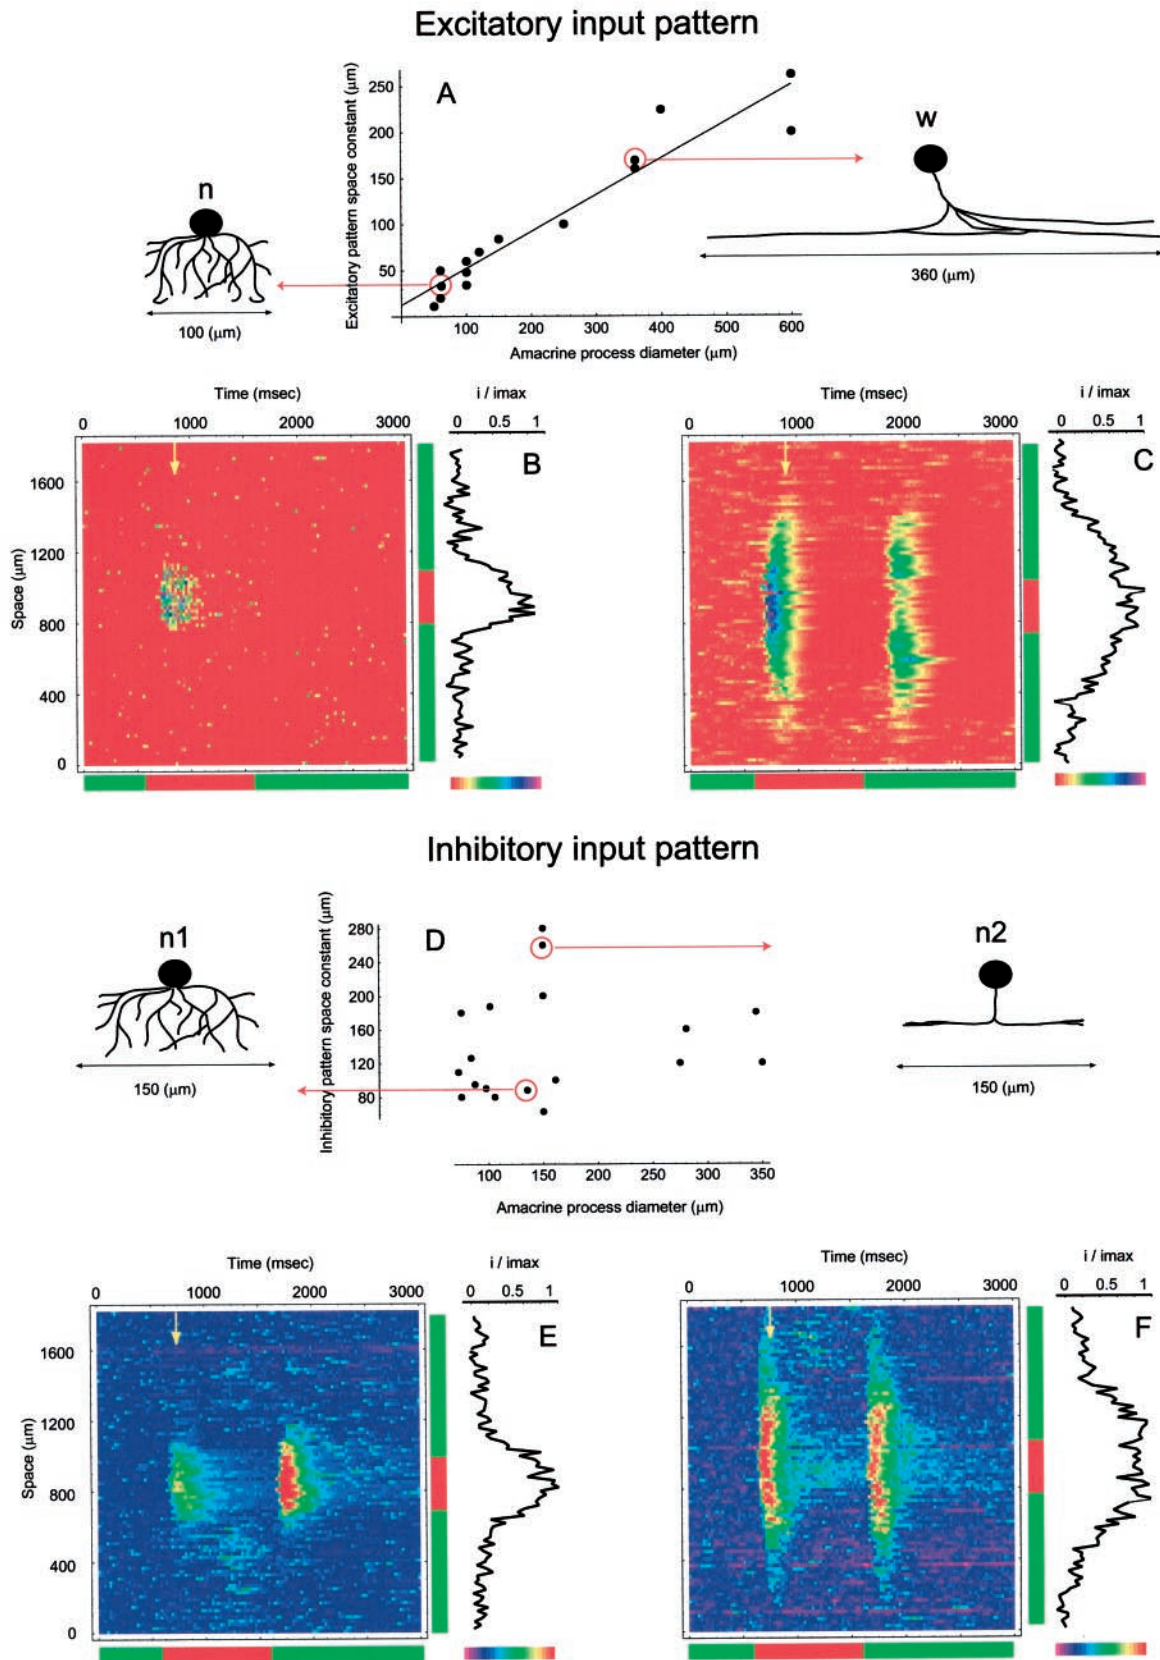 Excitatory input pattern
A
Excitatory pattern space constant (μm)
250
200
150
100
50
100 200 300 400 500 600
Amacrine process diameter (μm)
n
100 (μm)
w
360 (μm)
Time (msec)
0 1000 2000 3000
i / imax
0 0.5 1
B
Space (μm)
1600
1200
800
400
0
Time (msec)
0 1000 2000 3000
i / imax
0 0.5 1
C
Inhibitory input pattern
D
Inhibitory pattern space constant (μm)
280
240
200
160
120
80
100 150 200 250 300 350
Amacrine process diameter (μm)
n1
150 (μm)
n2
150 (μm)
Time (msec)
0 1000 2000 3000
i / imax
0 0.5 1
E
Space (μm)
1600
1200
800
400
0
Time (msec)
0 1000 2000 3000
i / imax
0 0.5 1
F